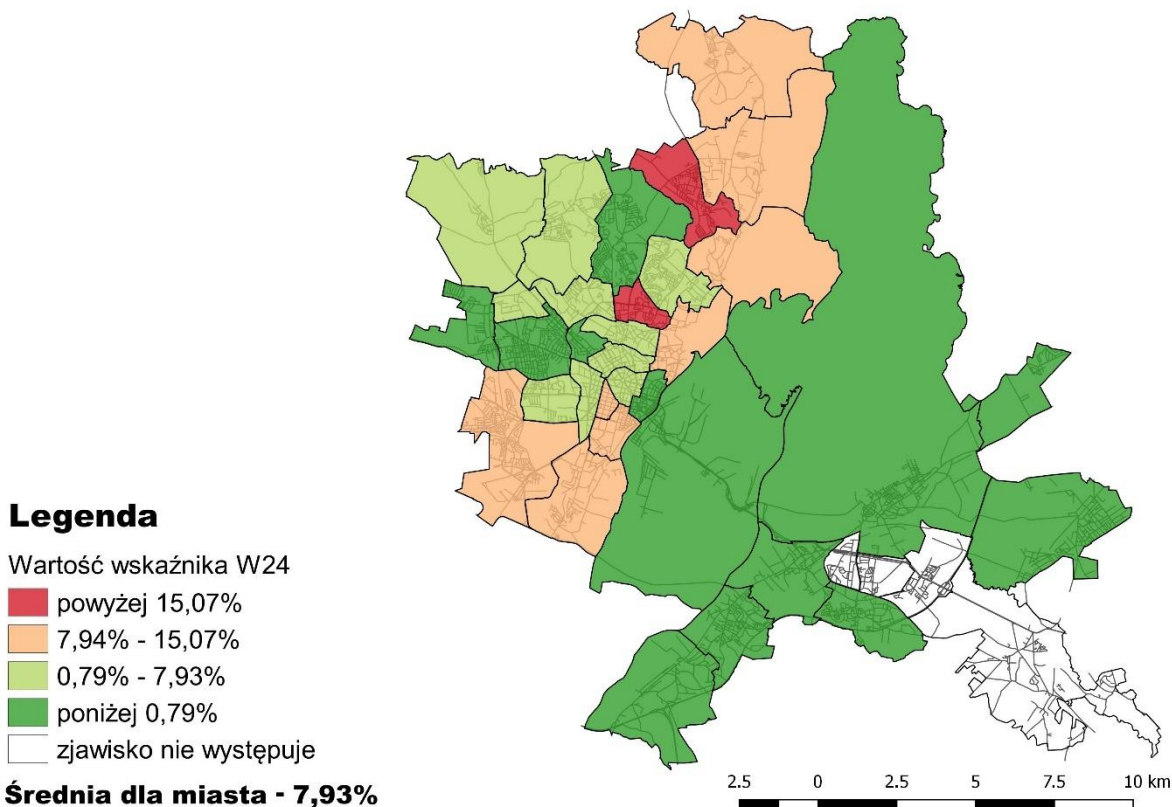 Legenda
Wartość wskaźnika W24
powyżej 15,07%
7,94% - 15,07%
0,79% - 7,93%
poniżej 0,79%
zjawisko nie występuje
Średnia dla miasta - 7,93%
2.5 0 2.5 5 7.5 10 km